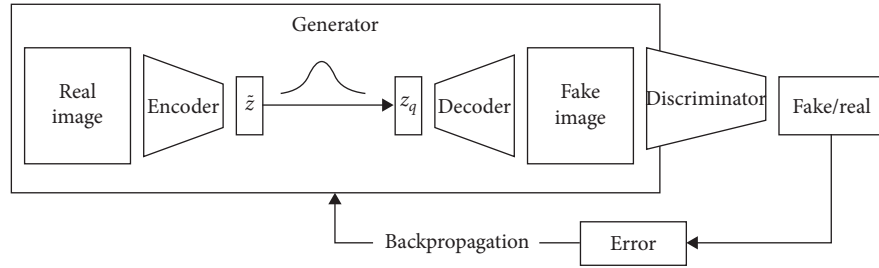 Generator
Real
image
Encoder
z̃
z_q
Decoder
Fake
image
Discriminator
Fake/real
Backpropagation
Error